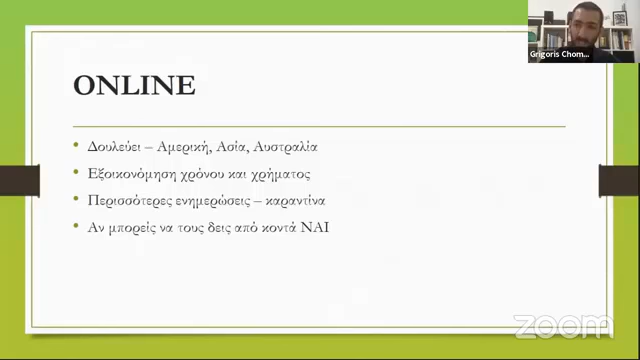 Grigoris Chom...
ONLINE
• Δουλεύει – Αμερική, Ασία, Αυστραλία
• Εξοικονόμηση χρόνου και χρήματος
• Περισσότερες ενημερώσεις – καραντίνα
• Αν μπορείς να τους δεις από κοντά ΝΑΙ
zoom